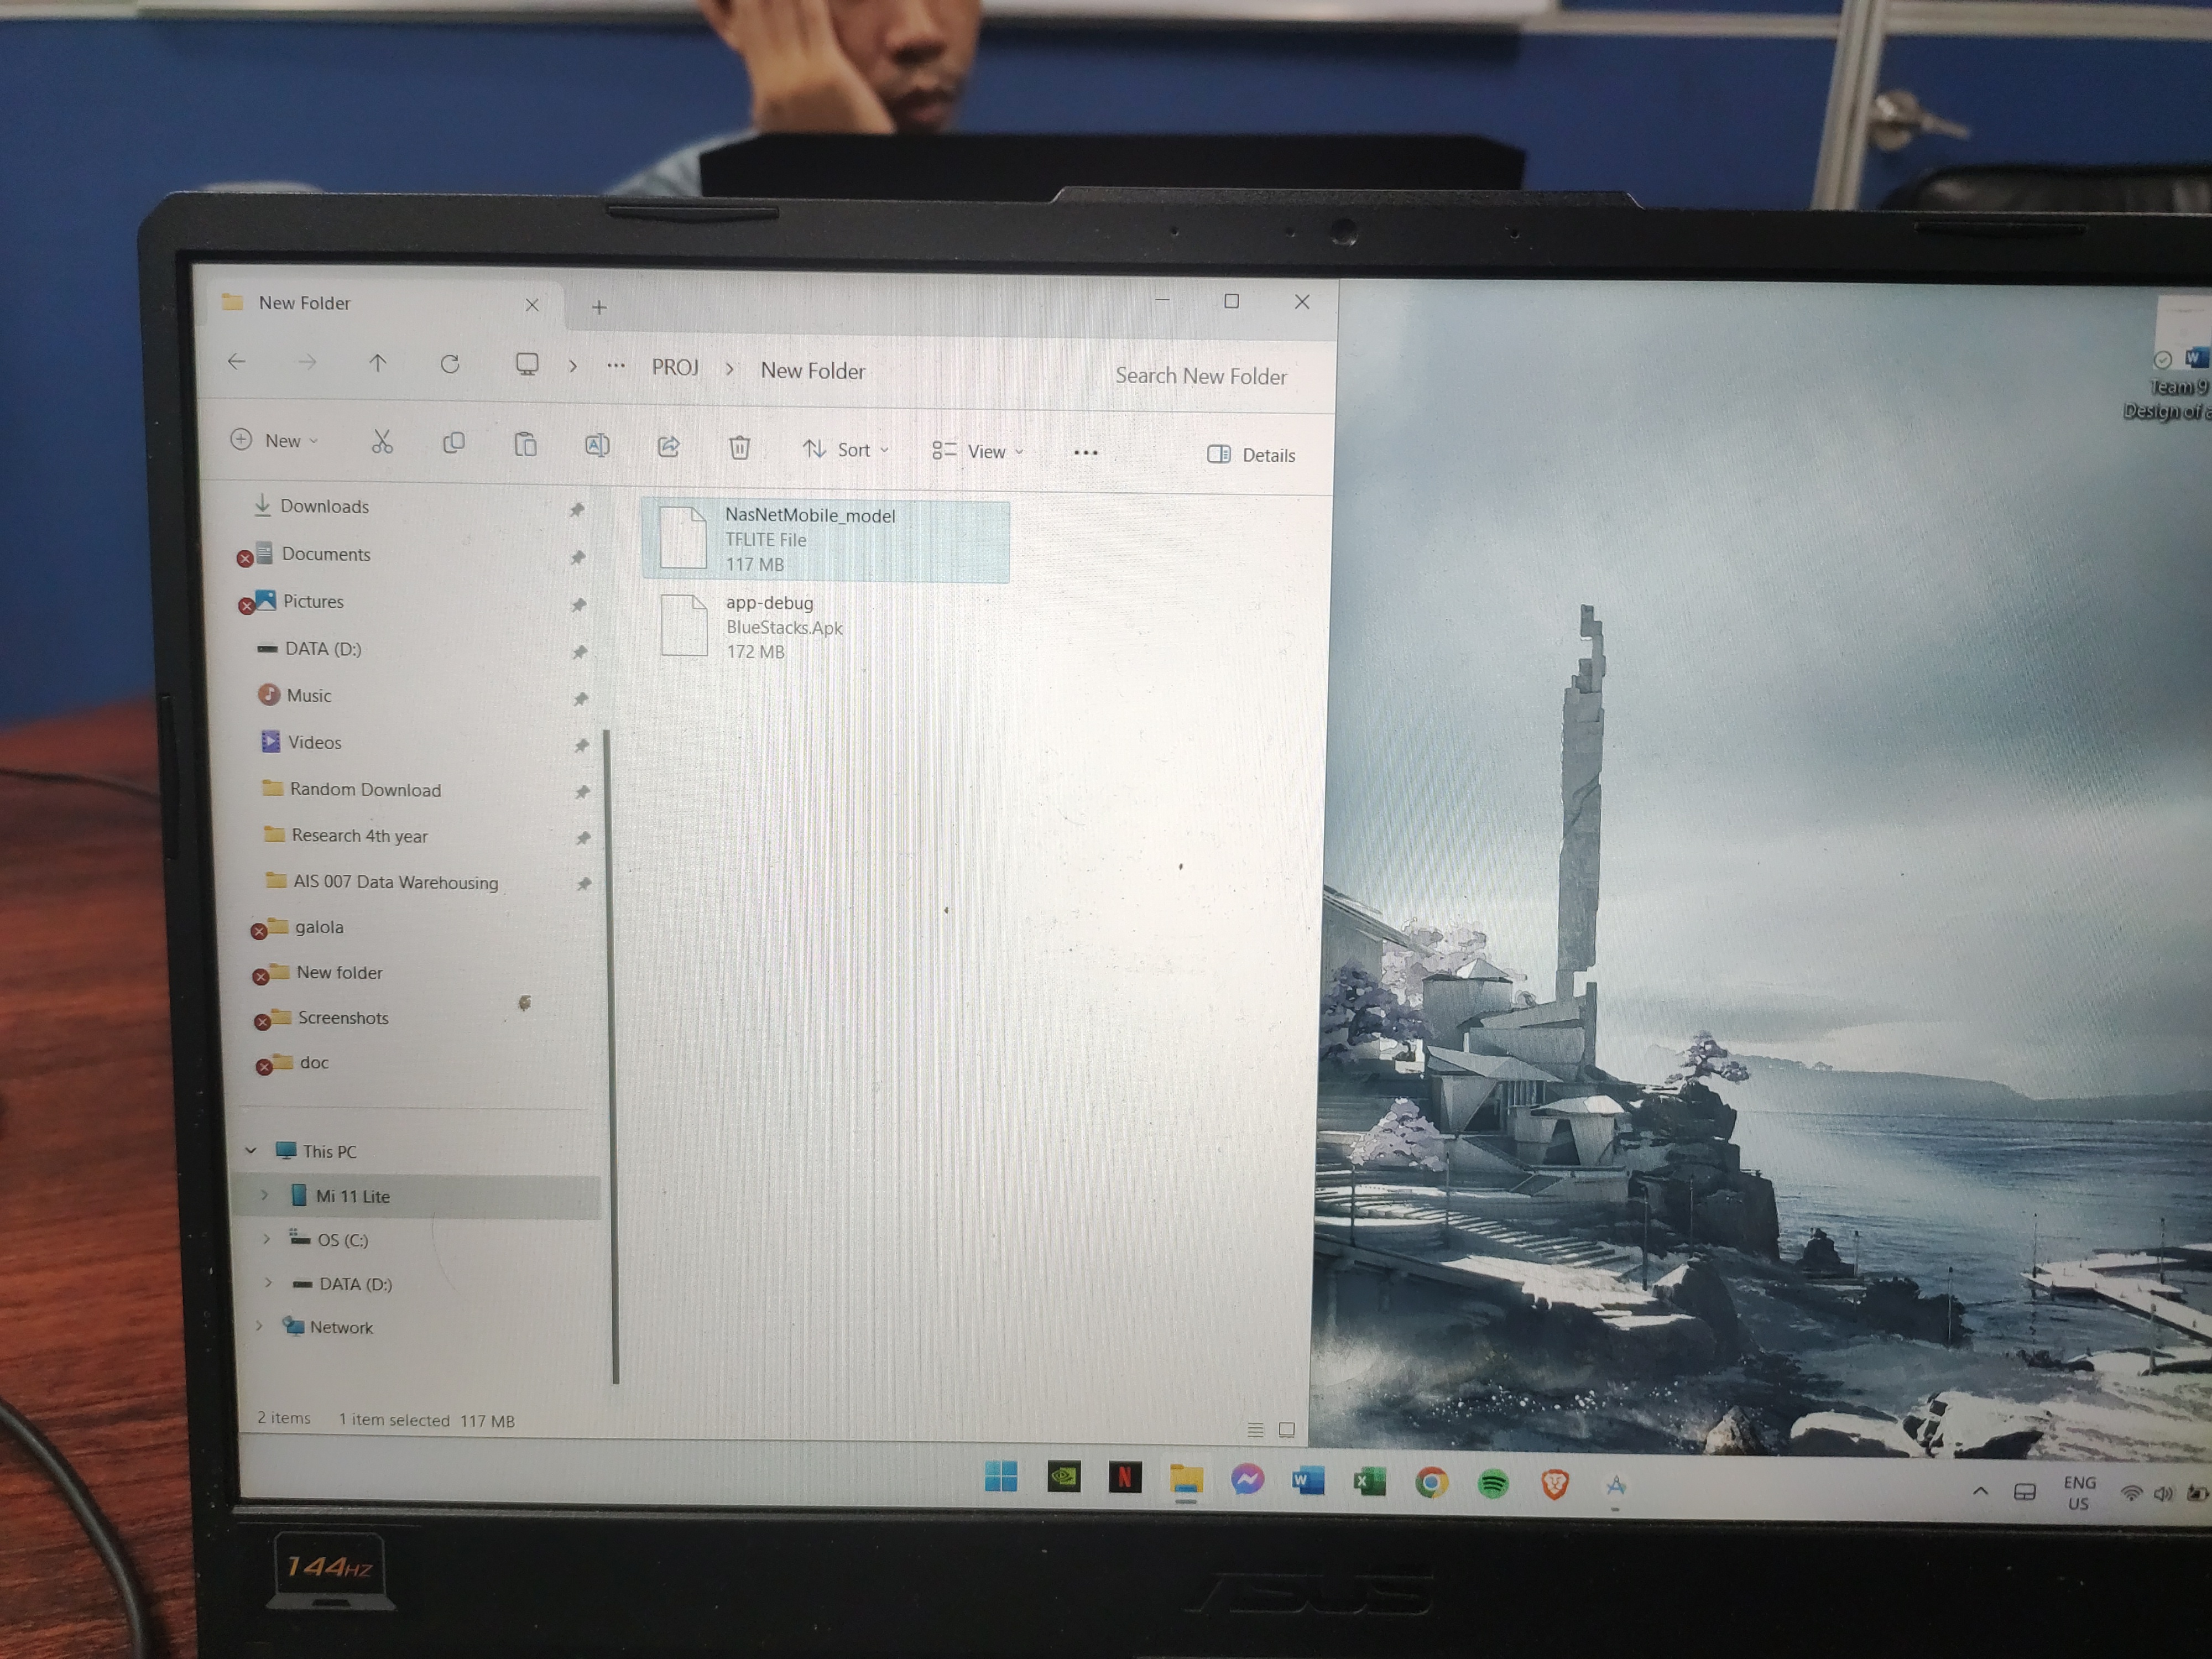 New Folder
PROJ
New Folder
Search New Folder
New
Sort
View
Details
Downloads
Documents
Pictures
DATA (D:)
Music
Videos
Random Download
Research 4th year
AIS 007 Data Warehousing
galola
New folder
Screenshots
doc
This PC
Mi 11 Lite
OS (C:)
DATA (D:)
Network
NasNetMobile_model
TFLITE File
117 MB
app-debug
BlueStacks.Apk
172 MB
2 items 1 item selected 117 MB
Team 9
Design of
ENG
US
144Hz
ASUS